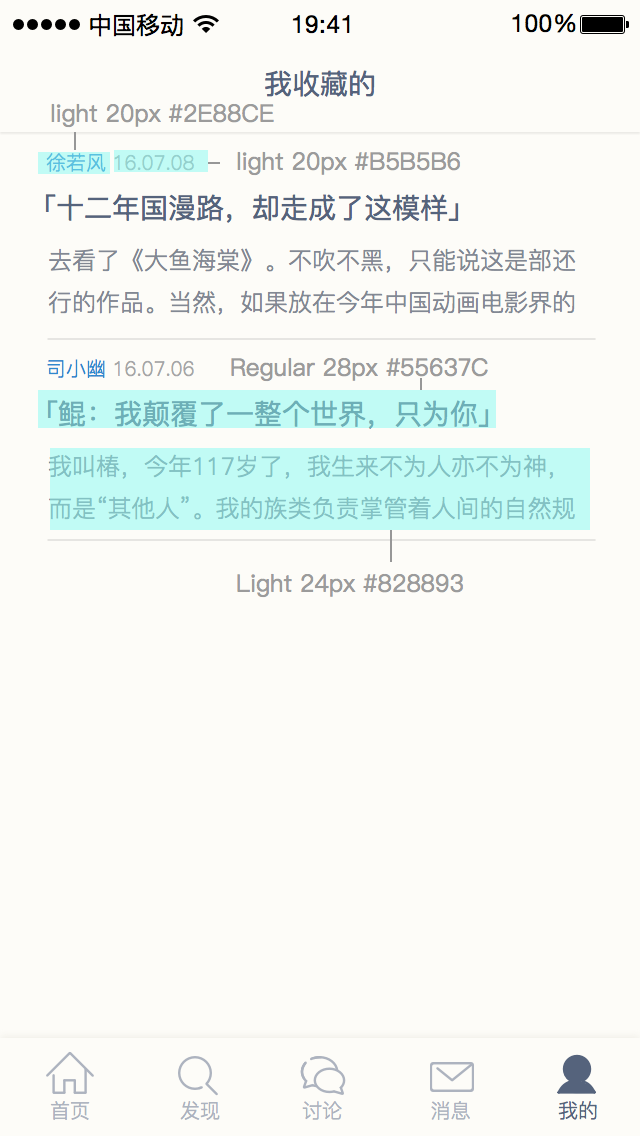 中国移动 19:41 100%
我收藏的
light 20px #2E88CE
徐若风 16.07.08 light 20px #B5B5B6
「十二年国漫路，却走成了这模样」
去看了《大鱼海棠》。不吹不黑，只能说这是部还
行的作品。当然，如果放在今年中国动画电影界的
司小幽 16.07.06 Regular 28px #55637C
「鲲：我颠覆了一整个世界，只为你」
我叫椿，今年117岁了，我生来不为人亦不为神，
而是“其他人”。我的族类负责掌管着人间的自然规
Light 24px #828893
首页 发现 讨论 消息 我的